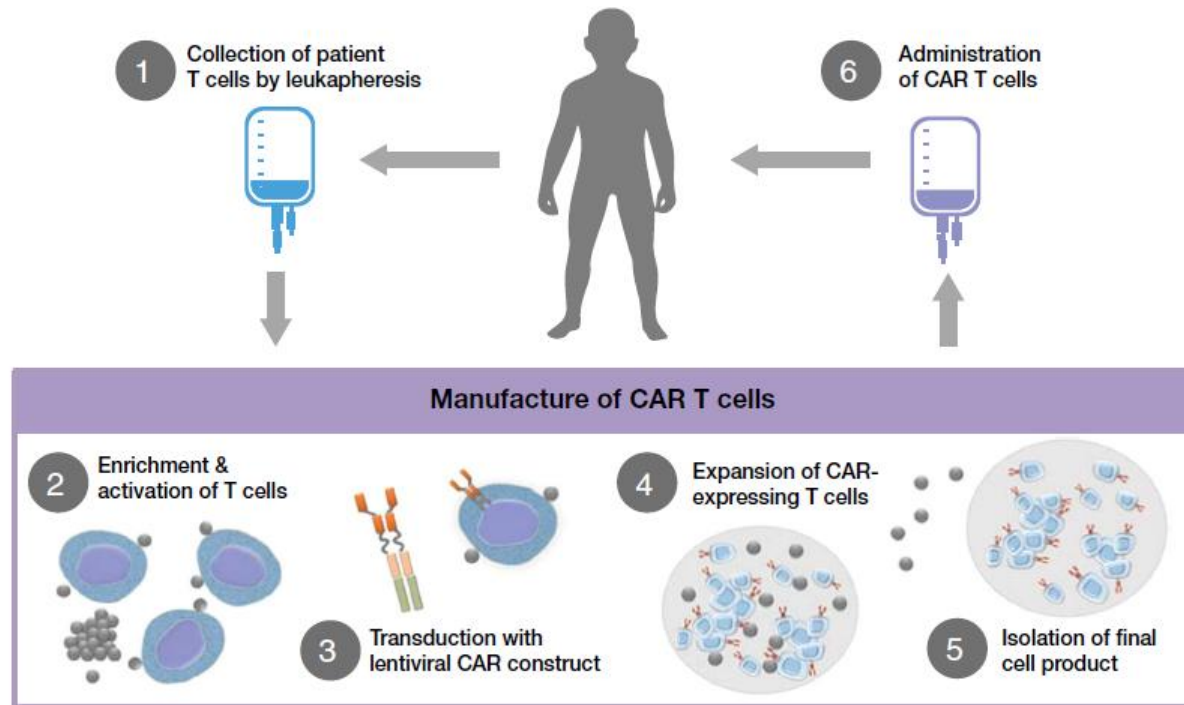 1
Collection of patient
T cells by leukapheresis
6
Administration
of CAR T cells
Manufacture of CAR T cells
2
Enrichment &
activation of T cells
3
Transduction with
lentiviral CAR construct
4
Expansion of CAR-
expressing T cells
5
Isolation of final
cell product